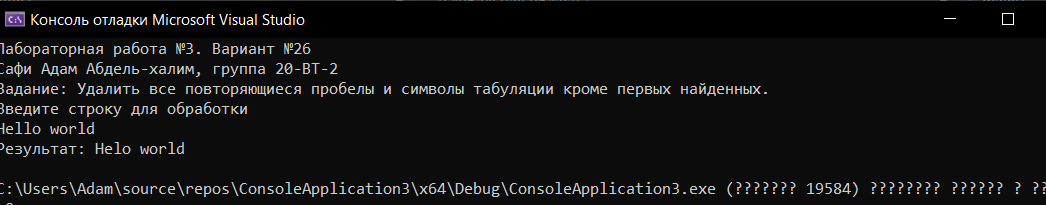 Консоль отладки Microsoft Visual Studio
Лабораторная работа №3. Вариант №26
Сафи Адам Абдель-халим, группа 20-ВТ-2
Задание: Удалить все повторяющиеся пробелы и символы табуляции кроме первых найденных.
Введите строку для обработки
Hello world
Результат: Helo world
C:\Users\Adam\source\repos\ConsoleApplication3\x64\Debug\ConsoleApplication3.exe (??????? 19584) ???????? ?????? ? ??